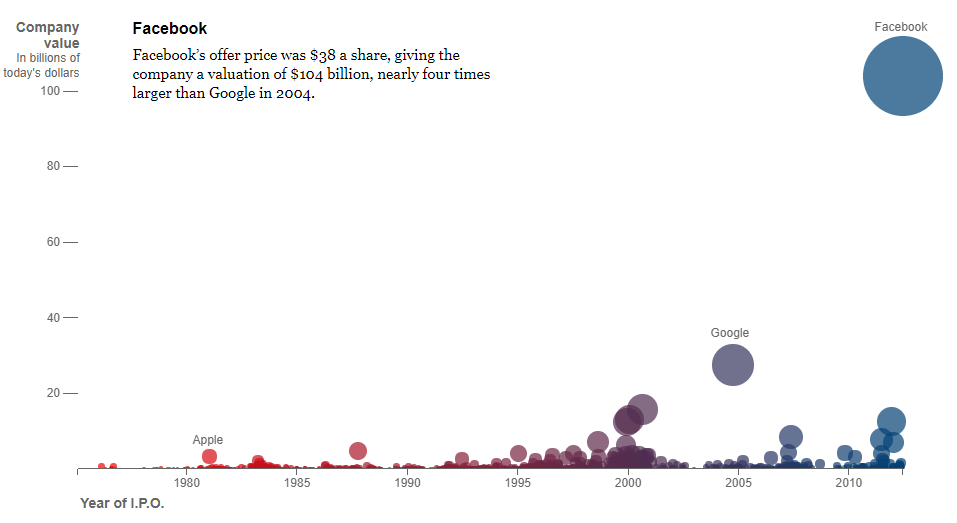 Company
value
In billions of
today's dollars
Facebook
Facebook’s offer price was $38 a share, giving the
company a valuation of $104 billion, nearly four times
larger than Google in 2004.
Facebook
100
80
60
40
Google
20
Apple
1980
1985
1990
1995
2000
2005
2010
Year of I.P.O.